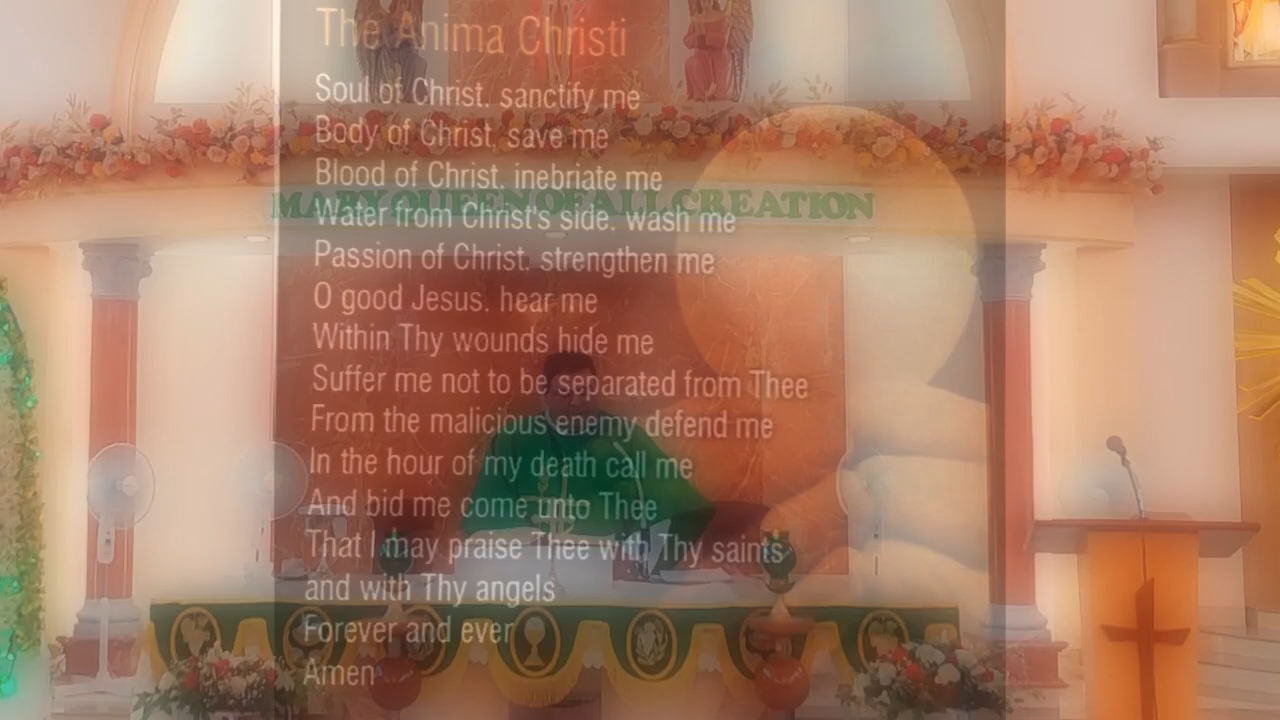 The Anima Christi
Soul of Christ. sanctify me
Body of Christ. save me
Blood of Christ. inebriate me
MARY QUEEN OF ALL CREATION
Water from Christ's side. wash me
Passion of Christ. strengthen me
O good Jesus. hear me
Within Thy wounds hide me
Suffer me not to be separated from Thee
From the malicious enemy defend me
In the hour of my death call me
And bid me come unto Thee
That I may praise Thee with Thy saints
and with Thy angels
Forever and ever
Amen